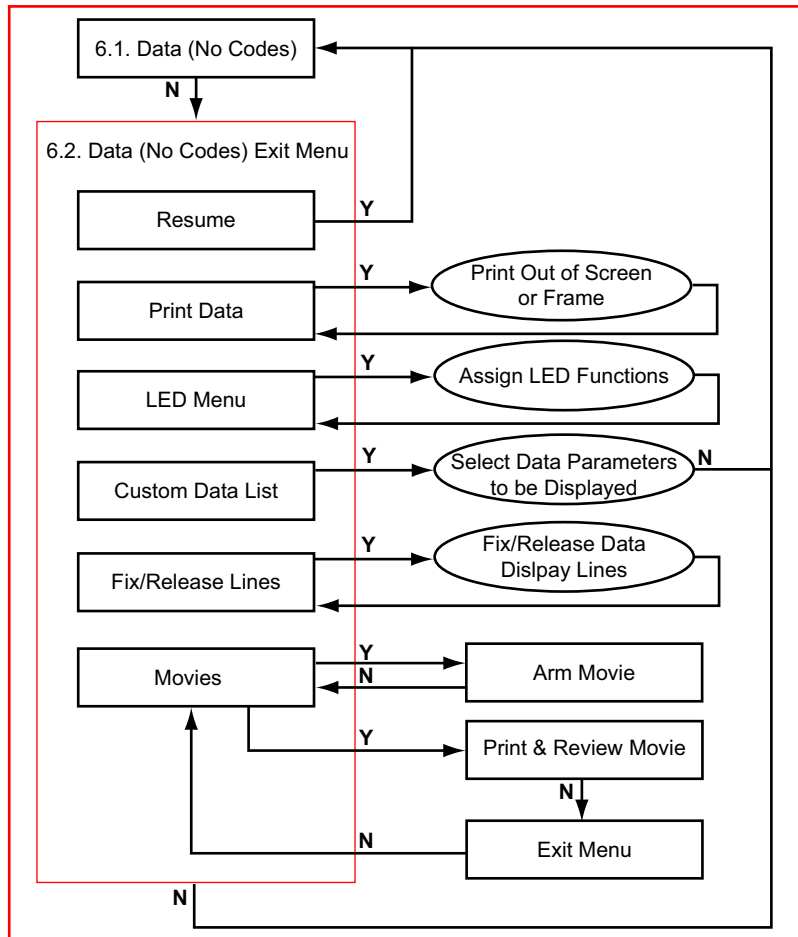 6.1. Data (No Codes)
N
6.2. Data (No Codes) Exit Menu
Resume
Y
Print Data
Y
Print Out of Screen
or Frame
LED Menu
Y
Assign LED Functions
Custom Data List
Y
Select Data Parameters
to be Displayed
N
Fix/Release Lines
Y
Fix/Release Data
Dislpay Lines
Movies
Y
N
Arm Movie
Y
Print & Review Movie
N
N
Exit Menu
N